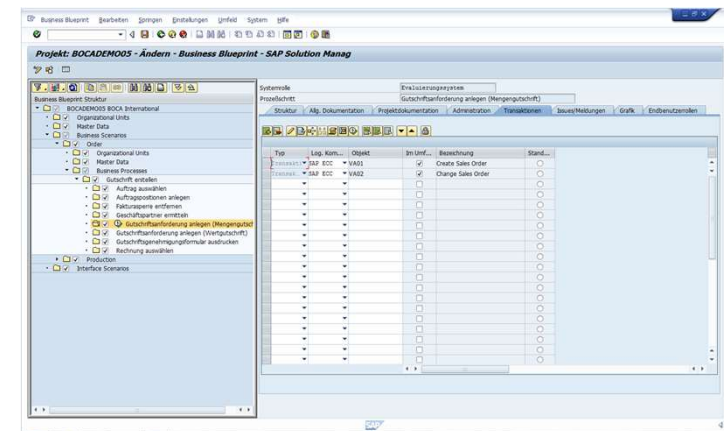 Business Blueprint Bearbeiten Springen Einstellungen Umfeld System Hilfe
Projekt: BOCADEMO05 - Ändern - Business Blueprint - SAP Solution Manag
Business Blueprint Struktur
BOCADEMO05 BOCA International
Organizational Units
Master Data
Business Scenarios
Order
Organizational Units
Master Data
Business Processes
Gutschrift erstellen
Auftrag auswählen
Auftragspositionen anlegen
Fakturasperre entfernen
Geschäftspartner ermitteln
Gutschriftsanforderung anlegen (Mengengutsch
Gutschriftsanforderung anlegen (Wertgutschrift)
Gutschriftsgenehmigungsformular ausdrucken
Rechnung auswählen
Production
Interface Scenarios
Systemrolle Evaluierungssystem
Prozeßschritt Gutschriftsanforderung anlegen (Mengengutschrift)
Struktur Allg. Dokumentation Projektdokumentation Administration Transaktionen Issues/Meldungen Grafik Endbenutzerrollen
Typ Log. Kom... Objekt Im Umf... Bezeichnung Stand...
SAP ECC VA01 Create Sales Order
SAP ECC VA02 Change Sales Order
SAP